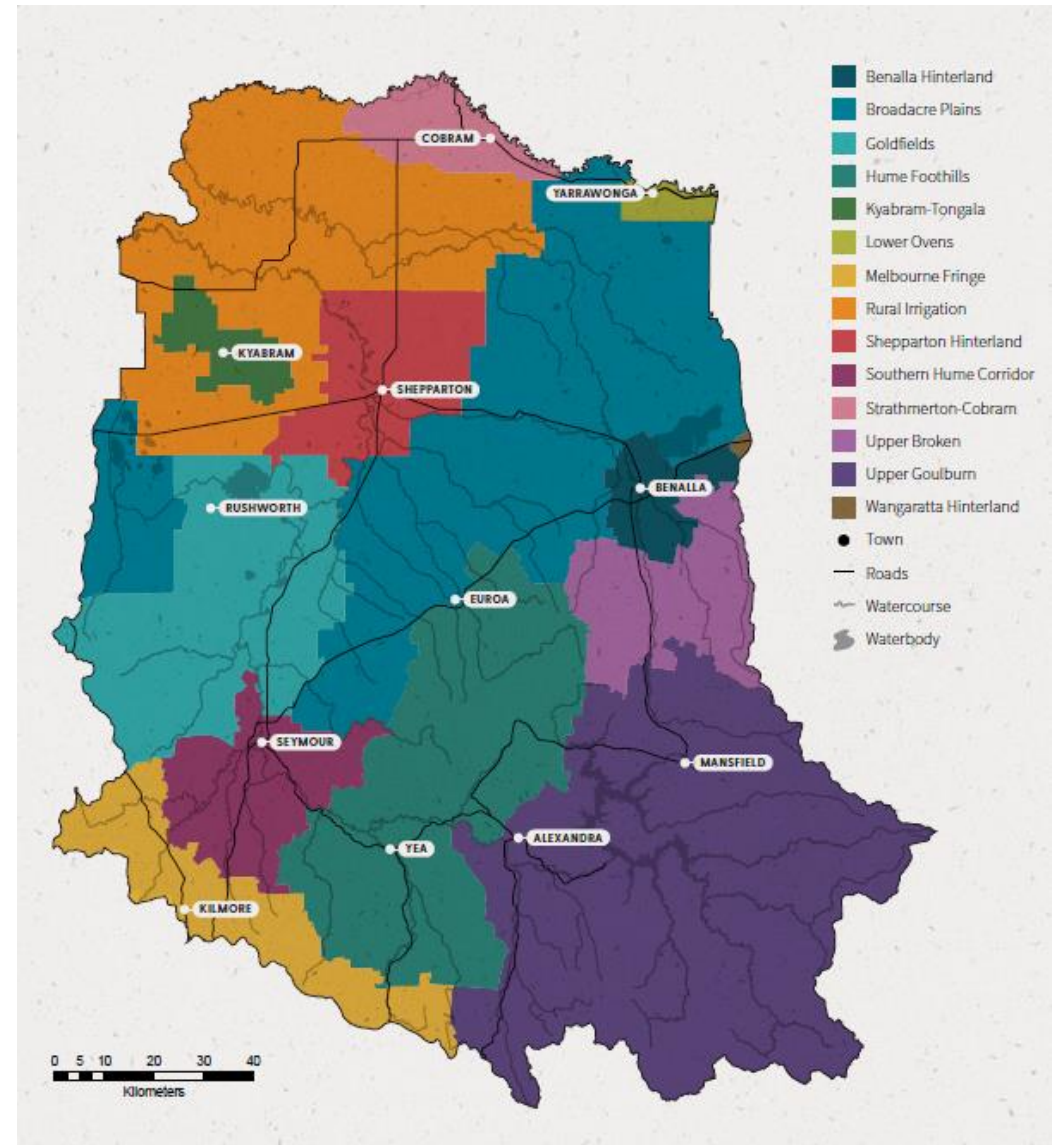 Benalla Hinterland
Broadacre Plains
Goldfields
Hume Foothills
Kyabram-Tongala
Lower Ovens
Melbourne Fringe
Rural Irrigation
Shepparton Hinterland
Southern Hume Corridor
Strathmerton-Cobram
Upper Broken
Upper Goulburn
Wangaratta Hinterland
Town
Roads
Watercourse
Waterbody
COBRAM
YARRAWONGA
KYABRAM
SHEPPARTON
BENALLA
RUSHWORTH
EUROA
SEYMOUR
MANSFIELD
ALEXANDRA
YEA
KILMORE
0 5 10 20 30 40
Kilometers